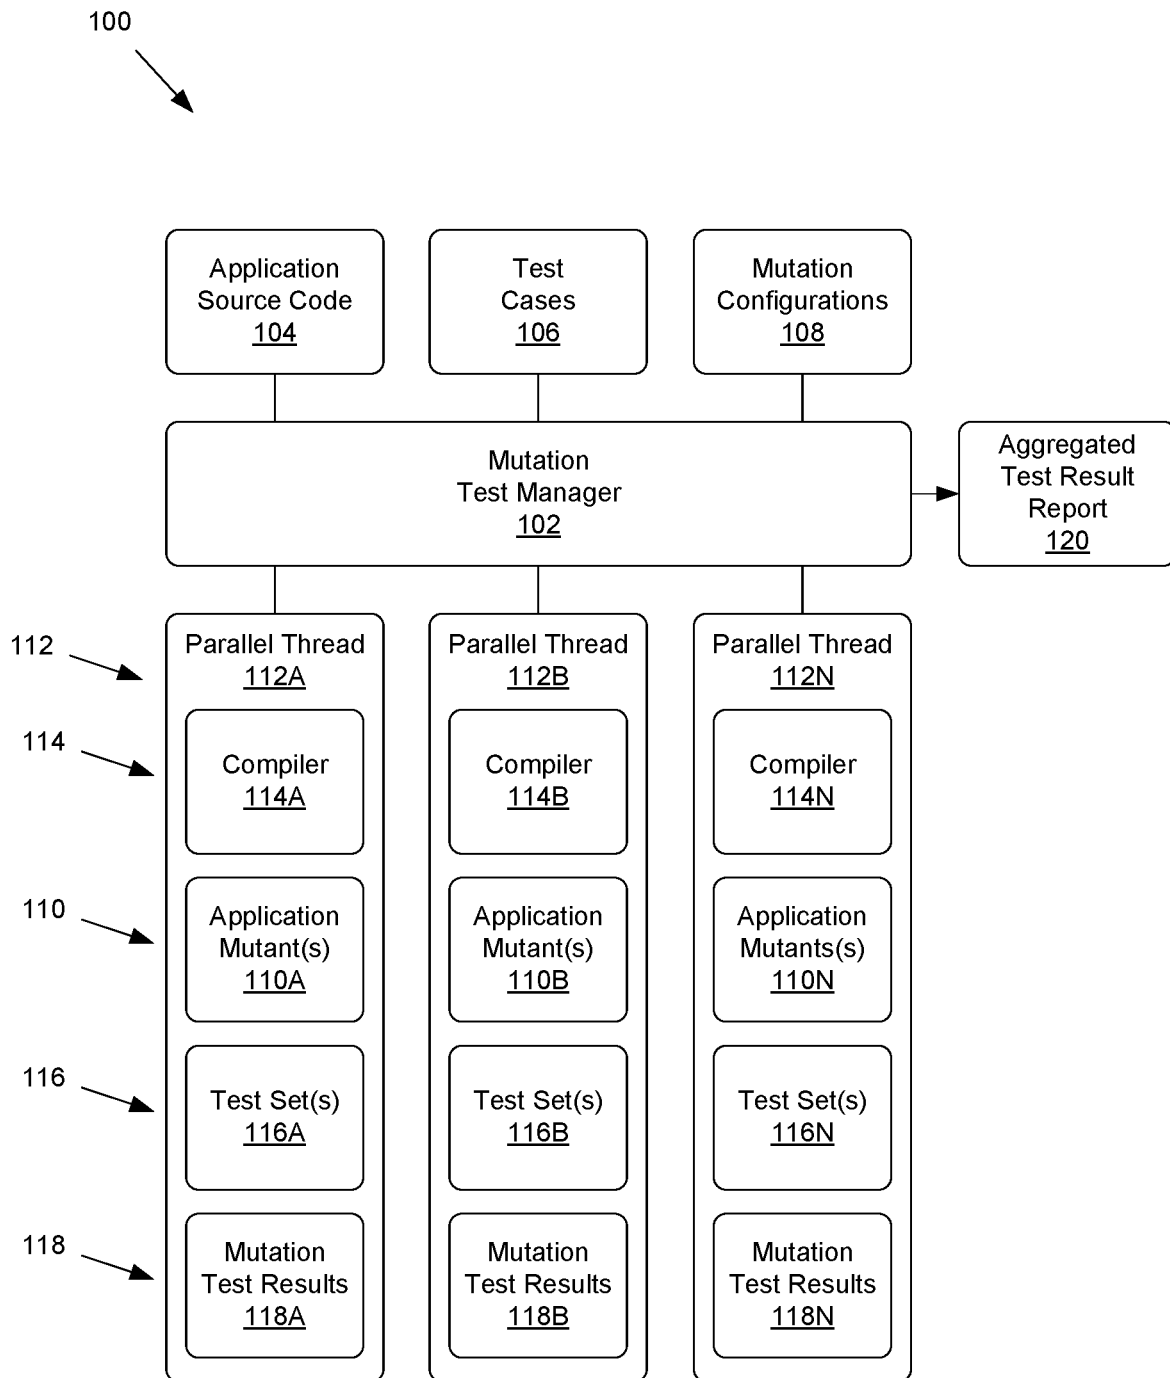 100
Application
Source Code
104
Test
Cases
106
Mutation
Configurations
108
Mutation
Test Manager
102
Aggregated
Test Result
Report
120
112
Parallel Thread
112A
Parallel Thread
112B
Parallel Thread
112N
114
Compiler
114A
Compiler
114B
Compiler
114N
110
Application
Mutant(s)
110A
Application
Mutant(s)
110B
Application
Mutants(s)
110N
116
Test Set(s)
116A
Test Set(s)
116B
Test Set(s)
116N
118
Mutation
Test Results
118A
Mutation
Test Results
118B
Mutation
Test Results
118N